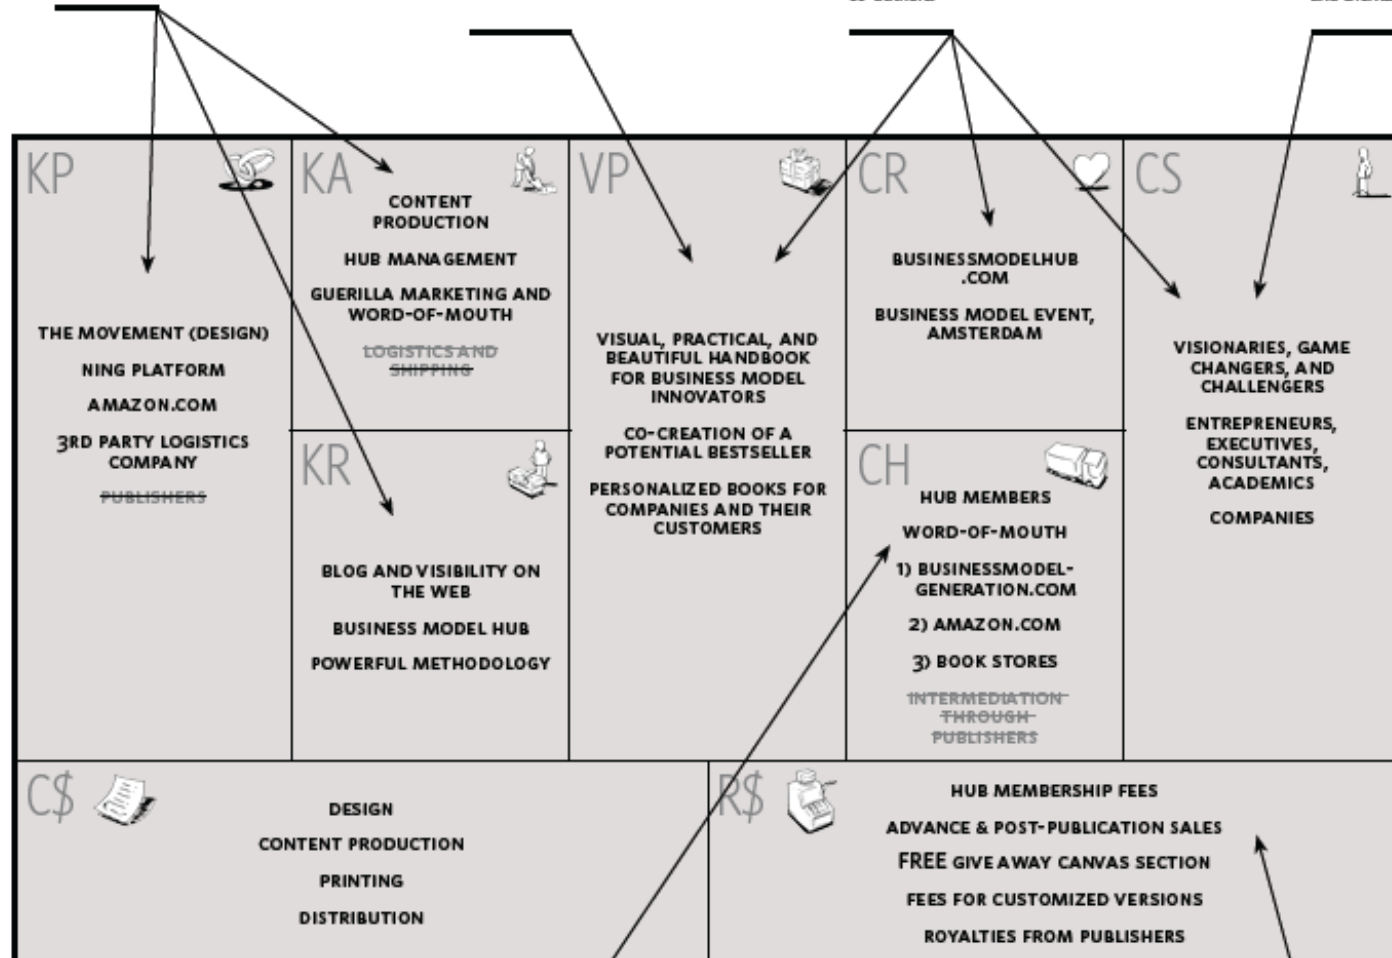 KP
THE MOVEMENT (DESIGN)
NING PLATFORM
AMAZON.COM
3RD PARTY LOGISTICS
COMPANY
PUBLISHERS
KA
CONTENT
PRODUCTION
HUB MANAGEMENT
GUERILLA MARKETING AND
WORD-OF-MOUTH
LOGISTICS AND
SHIPPING
KR
BLOG AND VISIBILITY ON
THE WEB
BUSINESS MODEL HUB
POWERFUL METHODOLOGY
VP
VISUAL, PRACTICAL, AND
BEAUTIFUL HANDBOOK
FOR BUSINESS MODEL
INNOVATORS
CO-CREATION OF A
POTENTIAL BESTSELLER
PERSONALIZED BOOKS FOR
COMPANIES AND THEIR
CUSTOMERS
CR
BUSINESSMODELHUB
.COM
BUSINESS MODEL EVENT,
AMSTERDAM
CH
HUB MEMBERS
WORD-OF-MOUTH
1) BUSINESSMODEL-
GENERATION.COM
2) AMAZON.COM
3) BOOK STORES
INTERMEDIATION
THROUGH
PUBLISHERS
CS
VISIONARIES, GAME
CHANGERS, AND
CHALLENGERS
ENTREPRENEURS,
EXECUTIVES,
CONSULTANTS,
ACADEMICS
COMPANIES
C$
DESIGN
CONTENT PRODUCTION
PRINTING
DISTRIBUTION
R$
HUB MEMBERSHIP FEES
ADVANCE & POST-PUBLICATION SALES
FREE GIVE AWAY CANVAS SECTION
FEES FOR CUSTOMIZED VERSIONS
ROYALTIES FROM PUBLISHERS